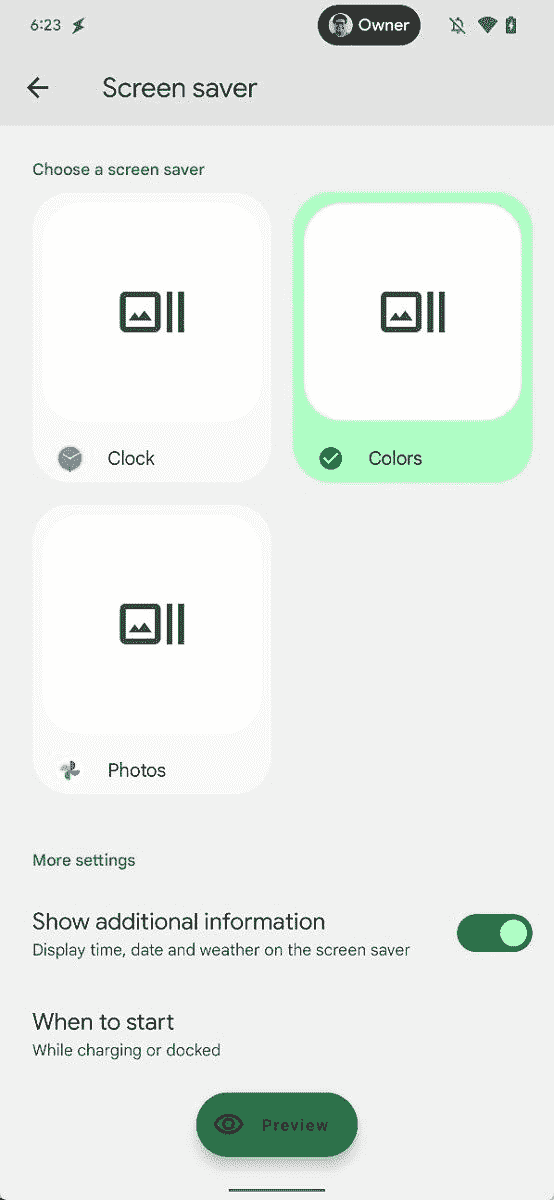 6:23
Owner
Screen saver
Choose a screen saver
Clock
Colors
Photos
More settings
Show additional information
Display time, date and weather on the screen saver
When to start
While charging or docked
Preview